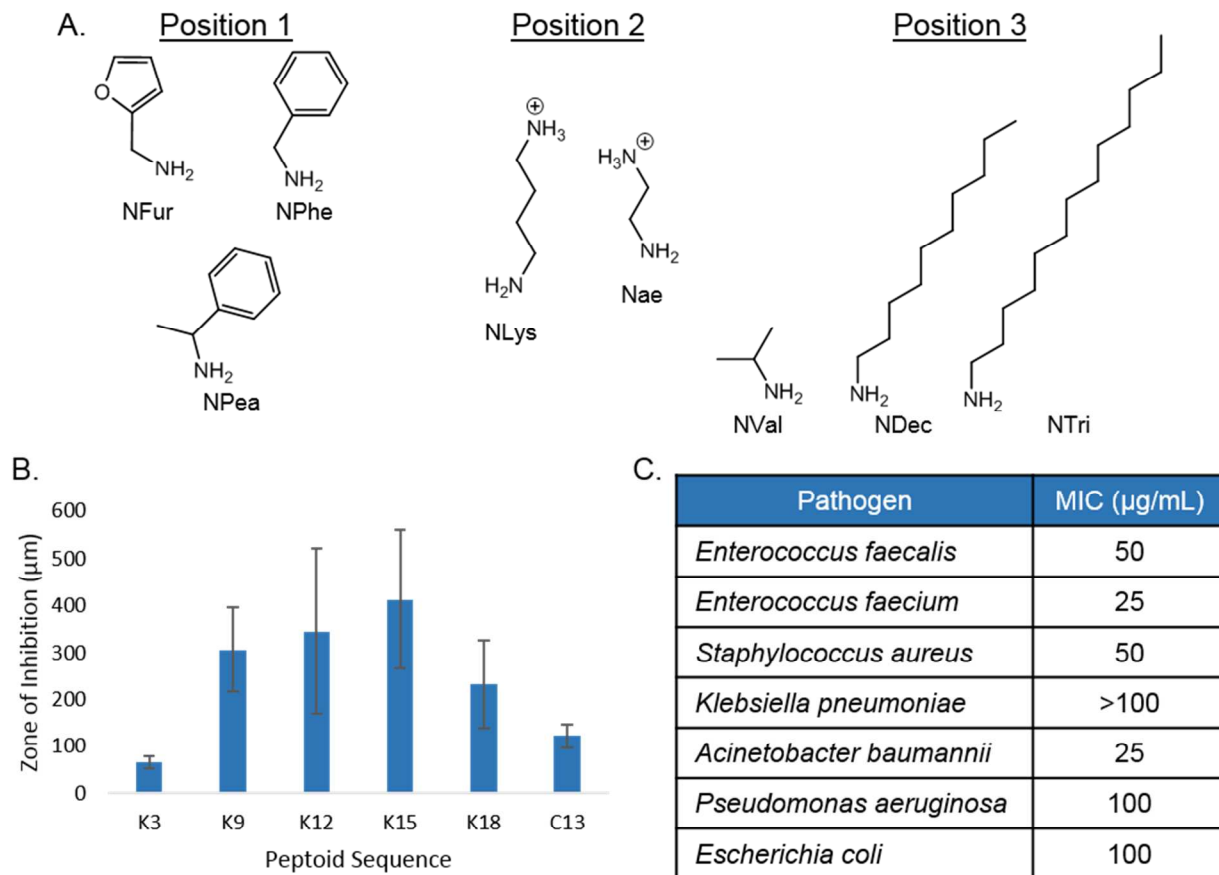 A.
Position 1
Position 2
Position 3
O
NH2
NFur
NH2
NPhe
NH2
NPea
⊕
NH3
H2N
NLys
⊕
H3N
NH2
Nae
NH2
NVal
NH2
NDec
NH2
NTri
B.
Zone of Inhibition (µm)
600
500
400
300
200
100
0
K3 K9 K12 K15 K18 C13
Peptoid Sequence
C.
Pathogen MIC (µg/mL)
Enterococcus faecalis 50
Enterococcus faecium 25
Staphylococcus aureus 50
Klebsiella pneumoniae >100
Acinetobacter baumannii 25
Pseudomonas aeruginosa 100
Escherichia coli 100